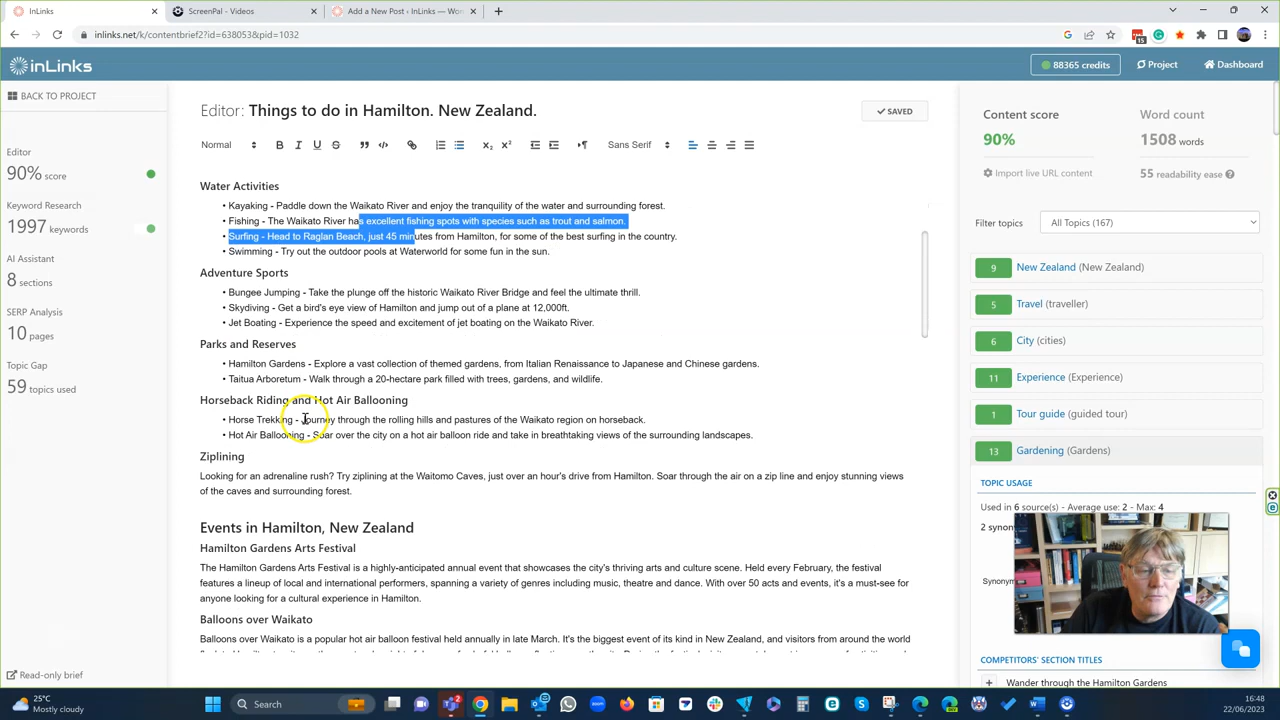 InLinks
ScreenPal - Videos
Add a New Post ‹ InLinks — Wor
inlinks.net/k/contentbrief2?id=638053&pid=1032
15
inLinks
88365 credits
Project
Dashboard
BACK TO PROJECT
Editor
90% score
Keyword Research
1997 keywords
AI Assistant
8 sections
SERP Analysis
10 pages
Topic Gap
59 topics used
Read-only brief
Editor: Things to do in Hamilton. New Zealand.
SAVED
Normal
Sans Serif
Water Activities
• Kayaking - Paddle down the Waikato River and enjoy the tranquility of the water and surrounding forest.
• Fishing - The Waikato River has excellent fishing spots with species such as trout and salmon.
• Surfing - Head to Raglan Beach, just 45 minutes from Hamilton, for some of the best surfing in the country.
• Swimming - Try out the outdoor pools at Waterworld for some fun in the sun.
Adventure Sports
• Bungee Jumping - Take the plunge off the historic Waikato River Bridge and feel the ultimate thrill.
• Skydiving - Get a bird's eye view of Hamilton and jump out of a plane at 12,000ft.
• Jet Boating - Experience the speed and excitement of jet boating on the Waikato River.
Parks and Reserves
• Hamilton Gardens - Explore a vast collection of themed gardens, from Italian Renaissance to Japanese and Chinese gardens.
• Taitua Arboretum - Walk through a 20-hectare park filled with trees, gardens, and wildlife.
Horseback Riding and Hot Air Ballooning
• Horse Trekking - Journey through the rolling hills and pastures of the Waikato region on horseback.
• Hot Air Ballooning - Soar over the city on a hot air balloon ride and take in breathtaking views of the surrounding landscapes.
Ziplining
Looking for an adrenaline rush? Try ziplining at the Waitomo Caves, just over an hour's drive from Hamilton. Soar through the air on a zip line and enjoy stunning views
of the caves and surrounding forest.
Events in Hamilton, New Zealand
Hamilton Gardens Arts Festival
The Hamilton Gardens Arts Festival is a highly-anticipated annual event that showcases the city's thriving arts and culture scene. Held every February, the festival
features a lineup of local and international performers, spanning a variety of genres including music, theatre and dance. With over 50 acts and events, it's a must-see for
anyone looking for a cultural experience in Hamilton.
Balloons over Waikato
Balloons over Waikato is a popular hot air balloon festival held annually in late March. It's the biggest event of its kind in New Zealand, and visitors from around the world
Content score
90%
Import live URL content
Word count
1508 words
55 readability ease
Filter topics
All Topics (167)
9 New Zealand (New Zealand)
5 Travel (traveller)
6 City (cities)
11 Experience (Experience)
1 Tour guide (guided tour)
13 Gardening (Gardens)
TOPIC USAGE
Used in 6 source(s) - Average use: 2 - Max: 4
2 synon
Synonym
COMPETITORS' SECTION TITLES
Wander through the Hamilton Gardens
25°C
Mostly cloudy
Search
2
16:48
22/06/2023